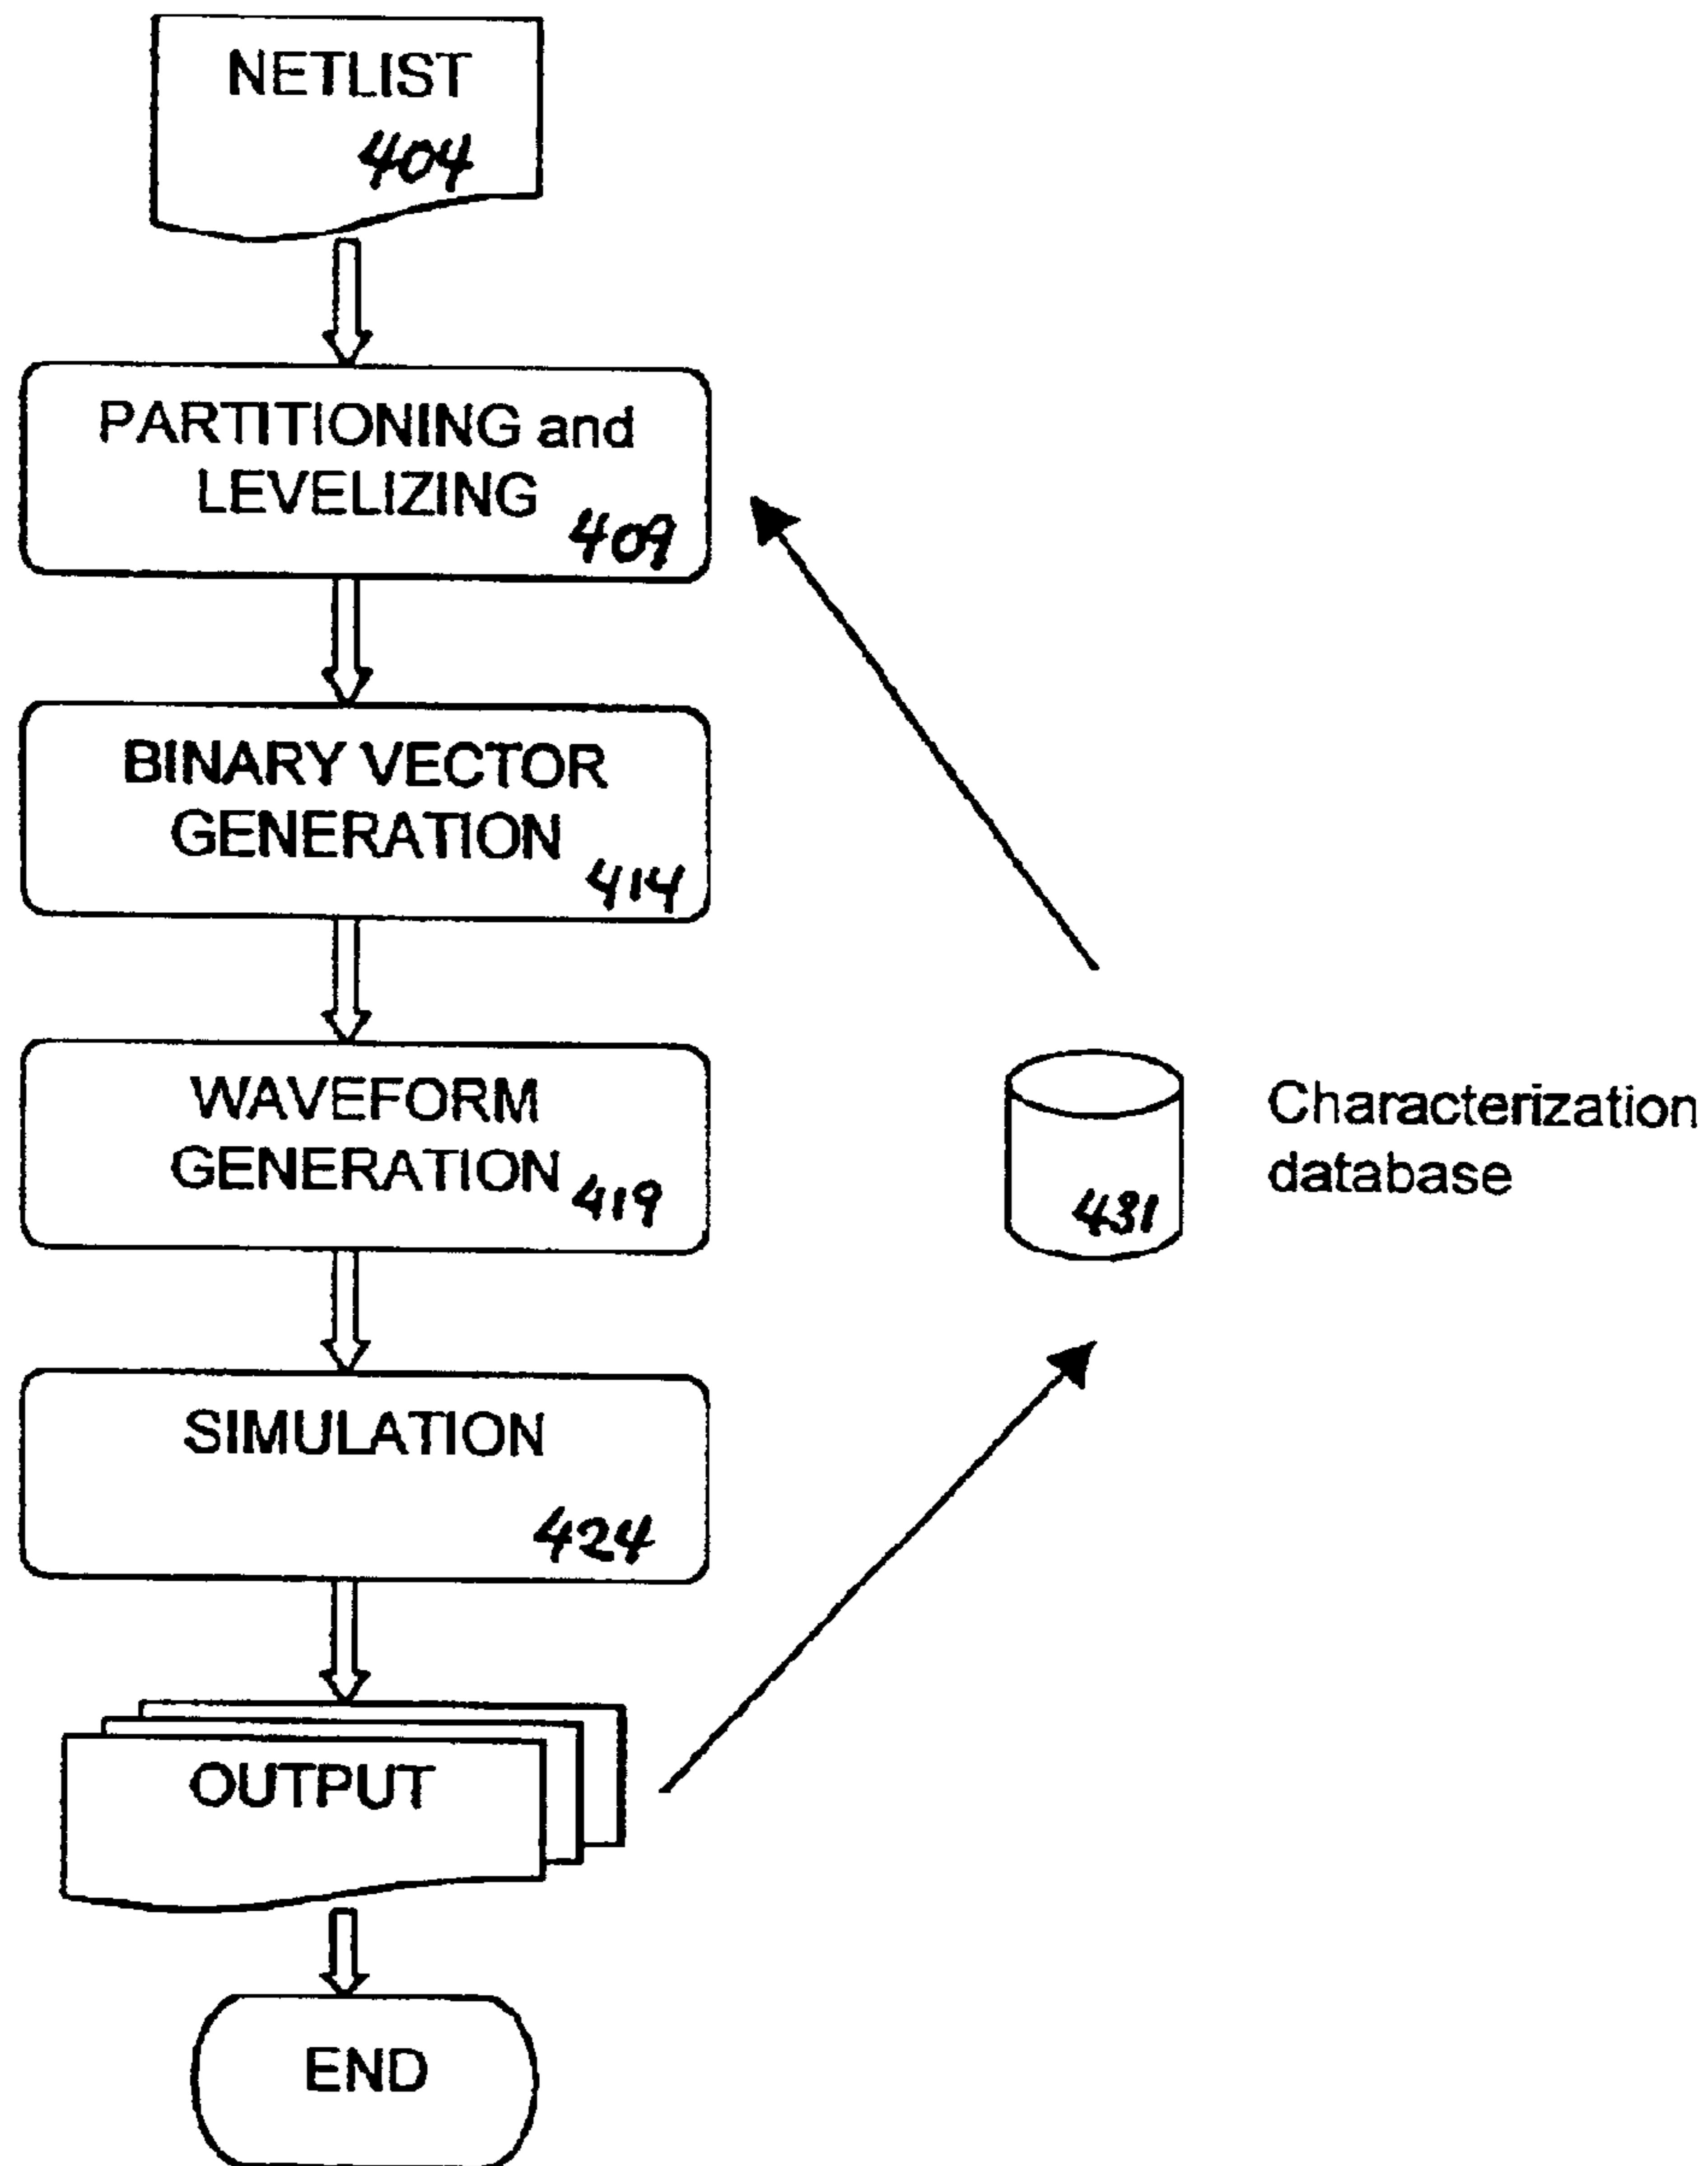 NETLIST
404
PARTITIONING and
LEVELIZING
409
BINARY VECTOR
GENERATION
414
WAVEFORM
GENERATION
419
Characterization
database
431
SIMULATION
424
OUTPUT
END